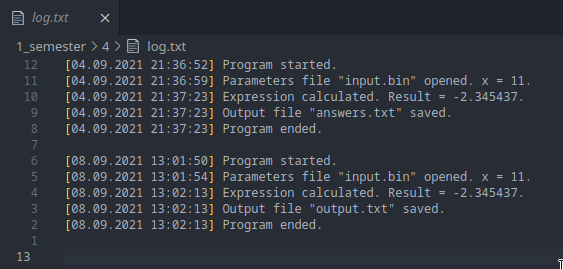 log.txt
1_semester > 4 > log.txt
12 [04.09.2021 21:36:52] Program started.
11 [04.09.2021 21:36:59] Parameters file "input.bin" opened. x = 11.
10 [04.09.2021 21:37:23] Expression calculated. Result = -2.345437.
9 [04.09.2021 21:37:23] Output file "answers.txt" saved.
8 [04.09.2021 21:37:23] Program ended.
7
6 [08.09.2021 13:01:50] Program started.
5 [08.09.2021 13:01:54] Parameters file "input.bin" opened. x = 11.
4 [08.09.2021 13:02:13] Expression calculated. Result = -2.345437.
3 [08.09.2021 13:02:13] Output file "output.txt" saved.
2 [08.09.2021 13:02:13] Program ended.
1
13